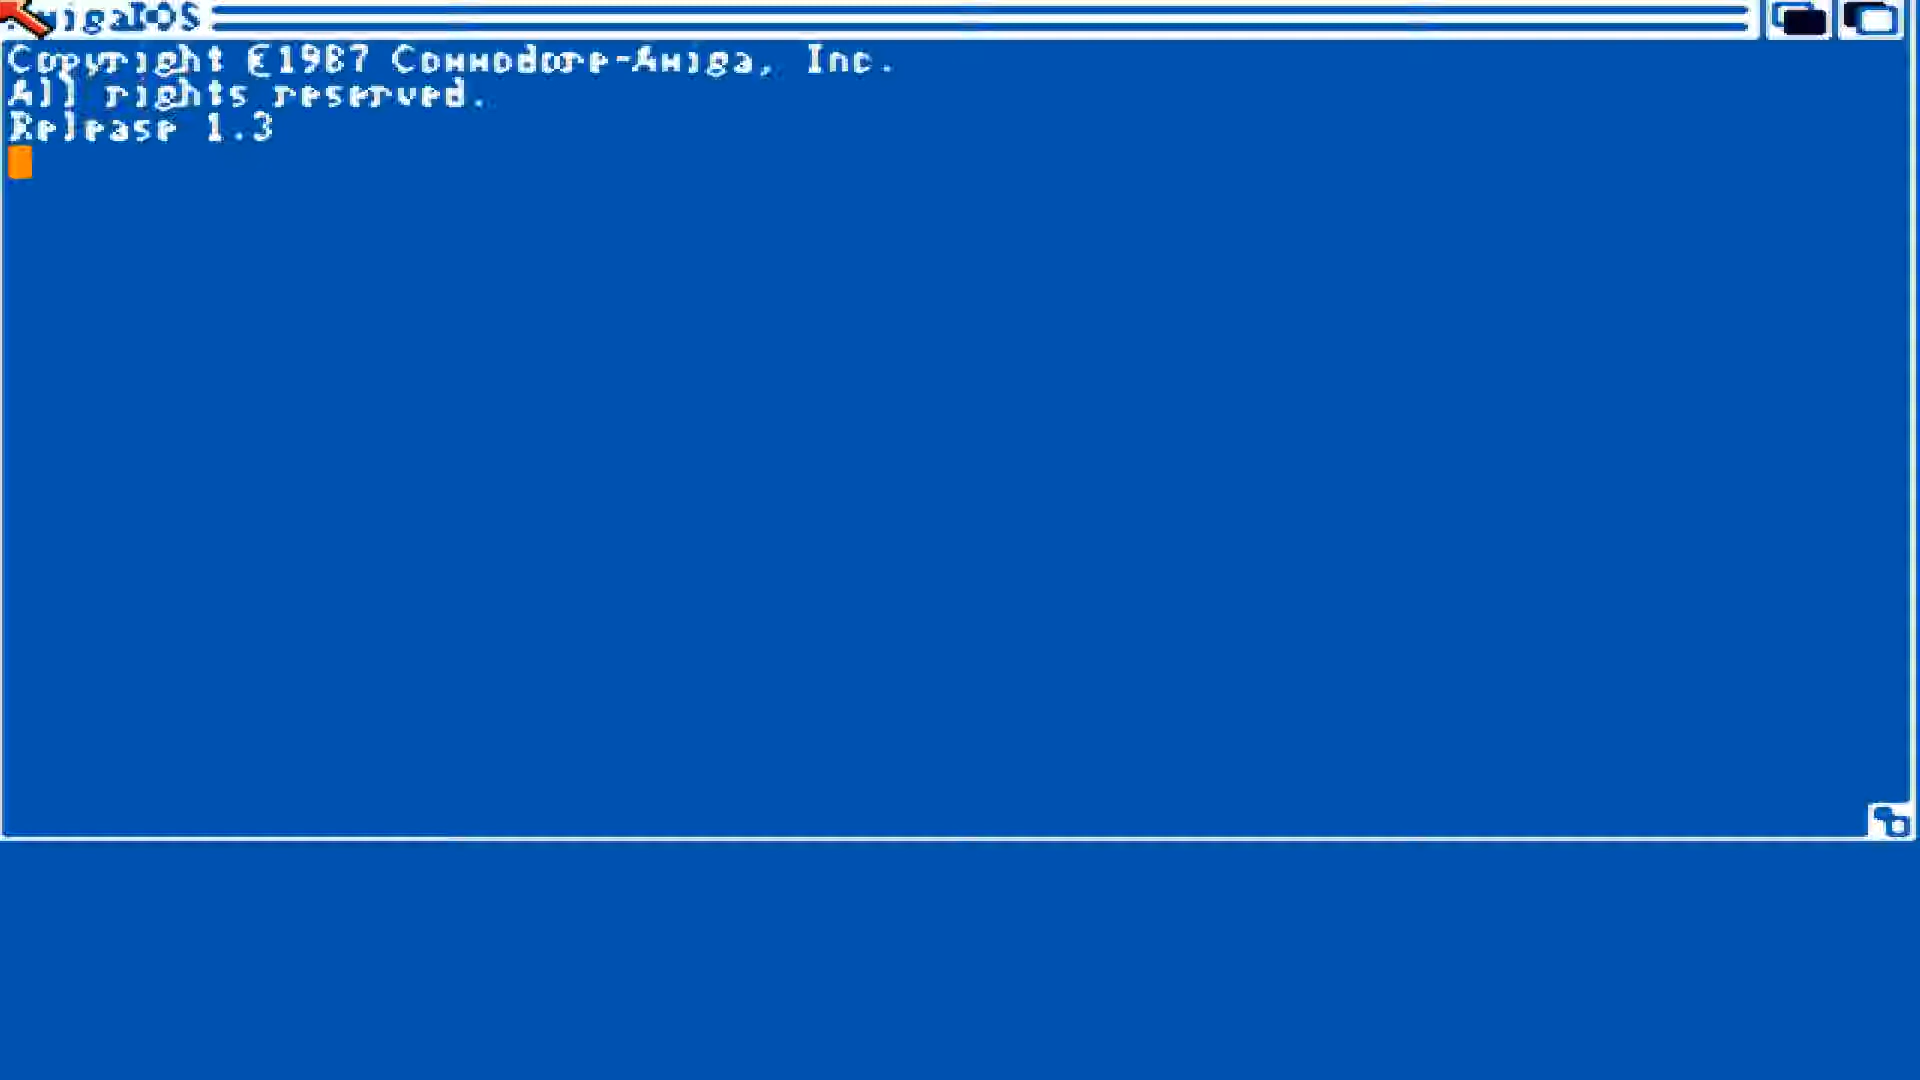 AmigaDOS
Copyright ©1987 Commodore-Amiga, Inc.
All rights reserved.
Release 1.3